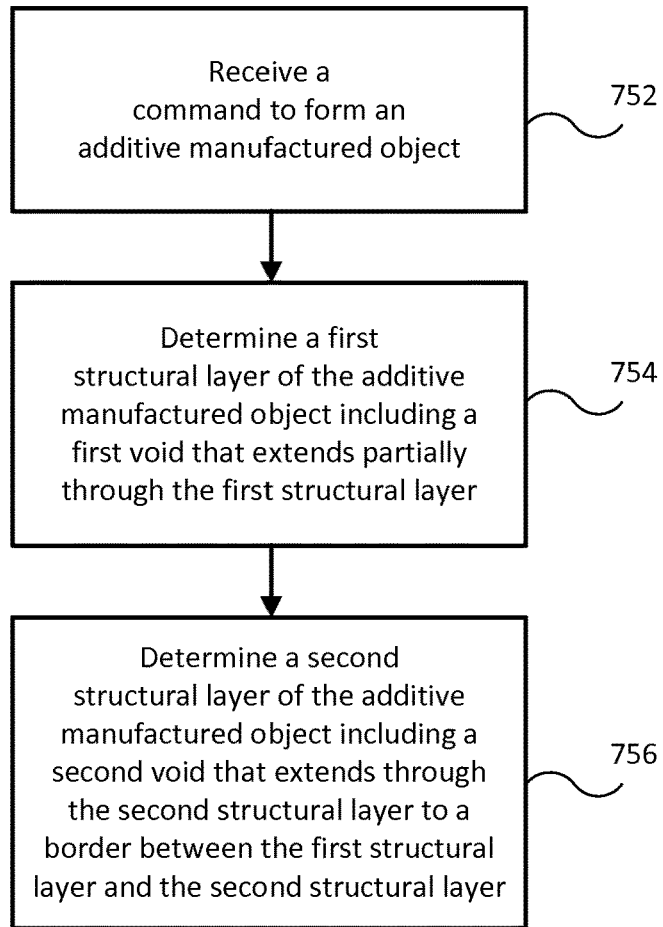 Receive a
command to form an
additive manufactured object
752
Determine a first
structural layer of the additive
manufactured object including a
first void that extends partially
through the first structural layer
754
Determine a second
structural layer of the additive
manufactured object including a
second void that extends through
the second structural layer to a
border between the first structural
layer and the second structural layer
756